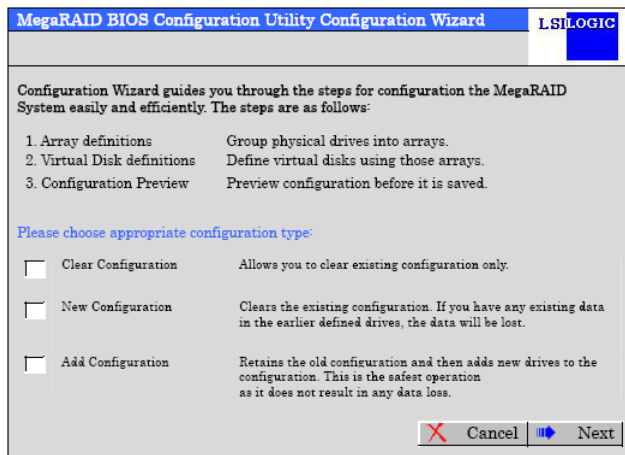 MegaRAID BIOS Configuration Utility Configuration Wizard
LSI LOGIC
Configuration Wizard guides you through the steps for configuration the MegaRAID
System easily and efficiently. The steps are as follows:
1. Array definitions Group physical drives into arrays.
2. Virtual Disk definitions Define virtual disks using those arrays.
3. Configuration Preview Preview configuration before it is saved.
Please choose appropriate configuration type:
Clear Configuration Allows you to clear existing configuration only.
New Configuration Clears the existing configuration. If you have any existing data
in the earlier defined drives, the data will be lost.
Add Configuration Retains the old configuration and then adds new drives to the
configuration. This is the safest operation
as it does not result in any data loss.
Cancel Next